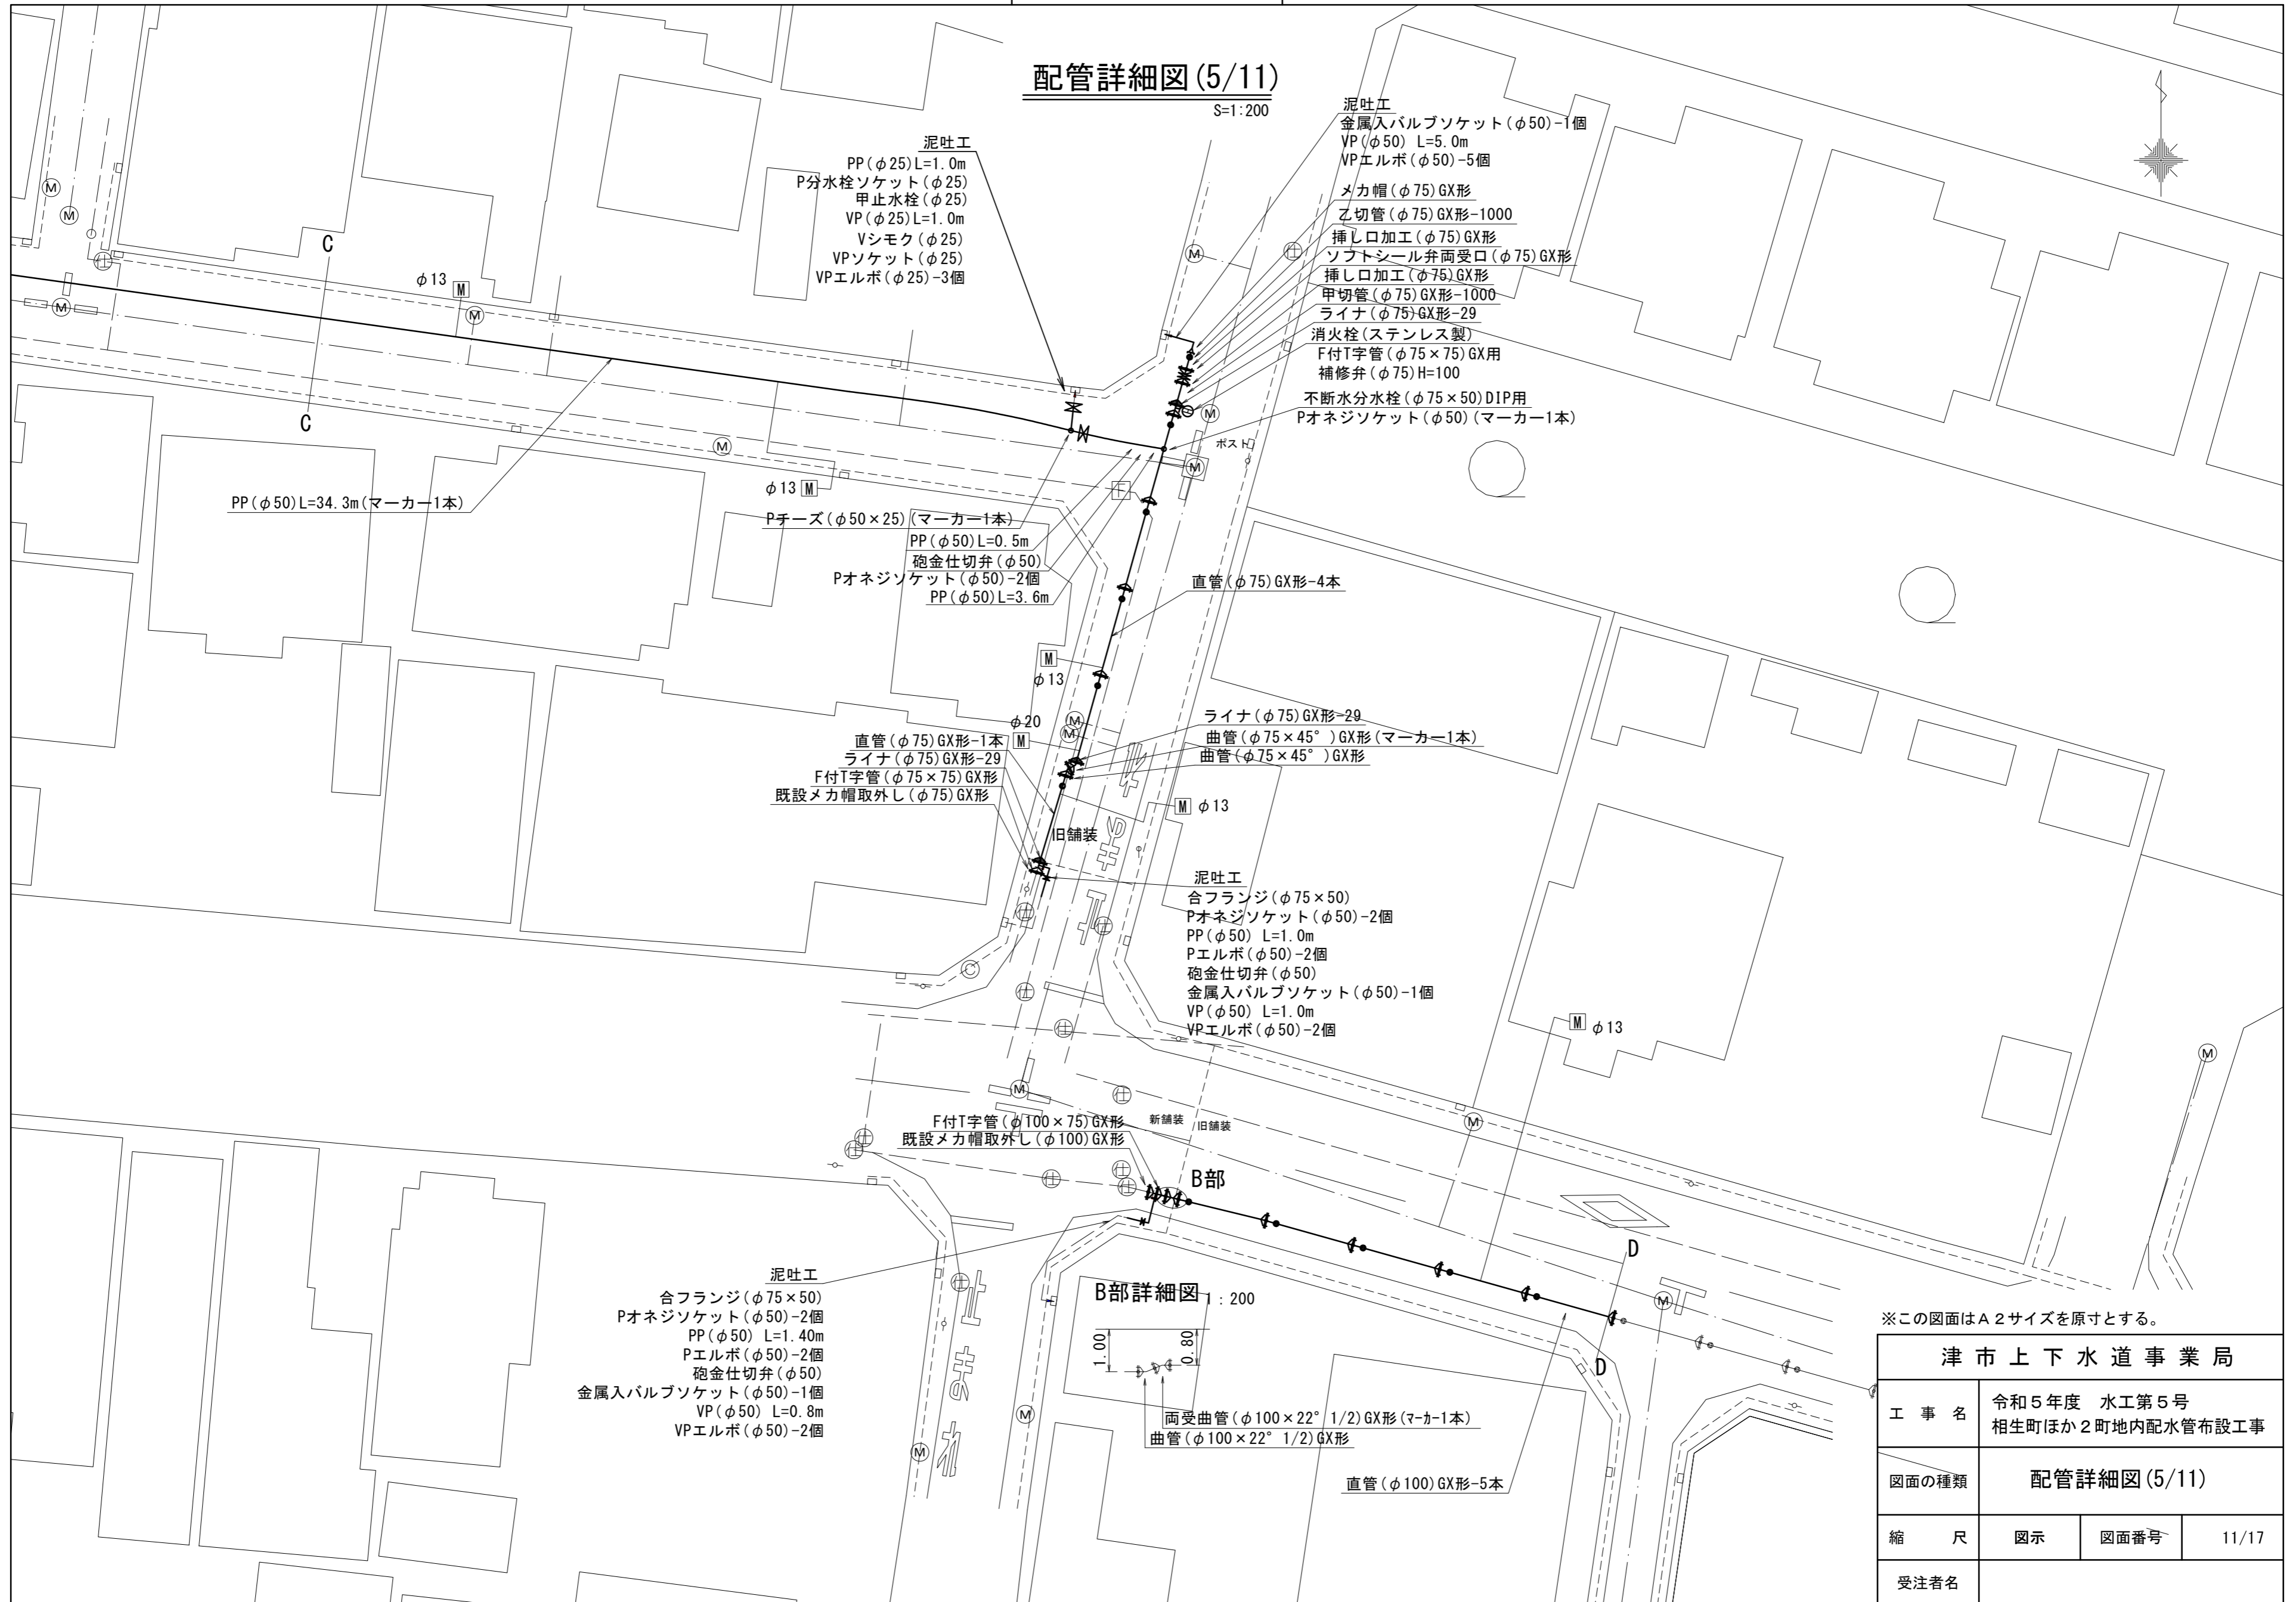 配管詳細図(5/11)
S=1:200
泥吐工
PP(φ25)L=1.0m
P分水栓ソケット(φ25)
甲止水栓(φ25)
VP(φ25)L=1.0m
Vシモク(φ25)
VPソケット(φ25)
VPエルボ(φ25)-3個
泥吐工
金属入バルブソケット(φ50)-1個
VP(φ50) L=5.0m
VPエルボ(φ50)-5個
メカ帽(φ75)GX形
乙切管(φ75)GX形-1000
挿し口加工(φ75)GX形
ソフトシール弁両受口(φ75)GX形
挿し口加工(φ75)GX形
甲切管(φ75)GX形-1000
ライナ(φ75)GX形-29
消火栓(ステンレス製)
F付T字管(φ75×75)GX用
補修弁(φ75)H=100
不断水分水栓(φ75×50)DIP用
Pオネジソケット(φ50)(マーカー1本)
C
C
φ13 M
ポスト
PP(φ50)L=34.3m(マーカー1本)
φ13 M
Pチーズ(φ50×25)(マーカー1本)
PP(φ50)L=0.5m
砲金仕切弁(φ50)
Pオネジソケット(φ50)-2個
PP(φ50)L=3.6m
直管(φ75)GX形-4本
M
φ13
φ20
M
直管(φ75)GX形-1本
ライナ(φ75)GX形-29
F付T字管(φ75×75)GX形
既設メカ帽取外し(φ75)GX形
ライナ(φ75)GX形-29
曲管(φ75×45°)GX形(マーカー1本)
曲管(φ75×45°)GX形
M φ13
旧舗装
止まれ
泥吐工
合フランジ(φ75×50)
Pオネジソケット(φ50)-2個
PP(φ50) L=1.0m
Pエルボ(φ50)-2個
砲金仕切弁(φ50)
金属入バルブソケット(φ50)-1個
VP(φ50) L=1.0m
VPエルボ(φ50)-2個
M φ13
F付T字管(φ100×75)GX形
既設メカ帽取外し(φ100)GX形
新舗装
旧舗装
B部
D
D
泥吐工
合フランジ(φ75×50)
Pオネジソケット(φ50)-2個
PP(φ50) L=1.40m
Pエルボ(φ50)-2個
砲金仕切弁(φ50)
金属入バルブソケット(φ50)-1個
VP(φ50) L=0.8m
VPエルボ(φ50)-2個
止まれ
B部詳細図 1:200
1.00
0.80
両受曲管(φ100×22° 1/2)GX形(マーカー1本)
曲管(φ100×22° 1/2)GX形
直管(φ100)GX形-5本
※この図面はA2サイズを原寸とする。
津市上下水道事業局
工事名
令和5年度 水工第5号
相生町ほか2町地内配水管布設工事
図面の種類
配管詳細図(5/11)
縮尺 図示 図面番号 11/17
受注者名